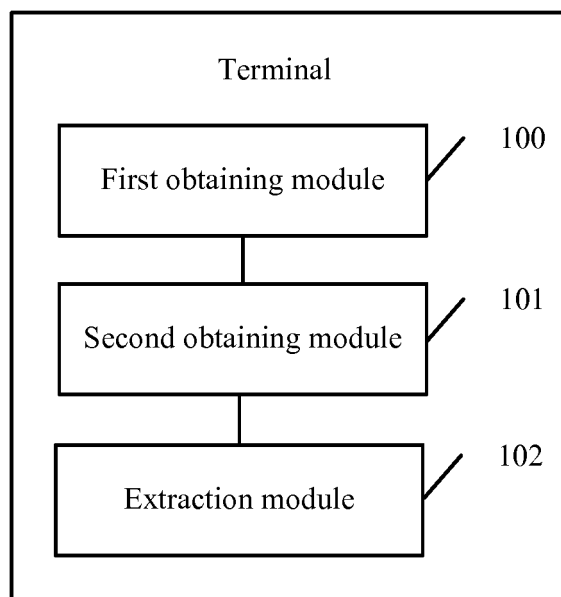 Terminal
First obtaining module
100
Second obtaining module
101
Extraction module
102